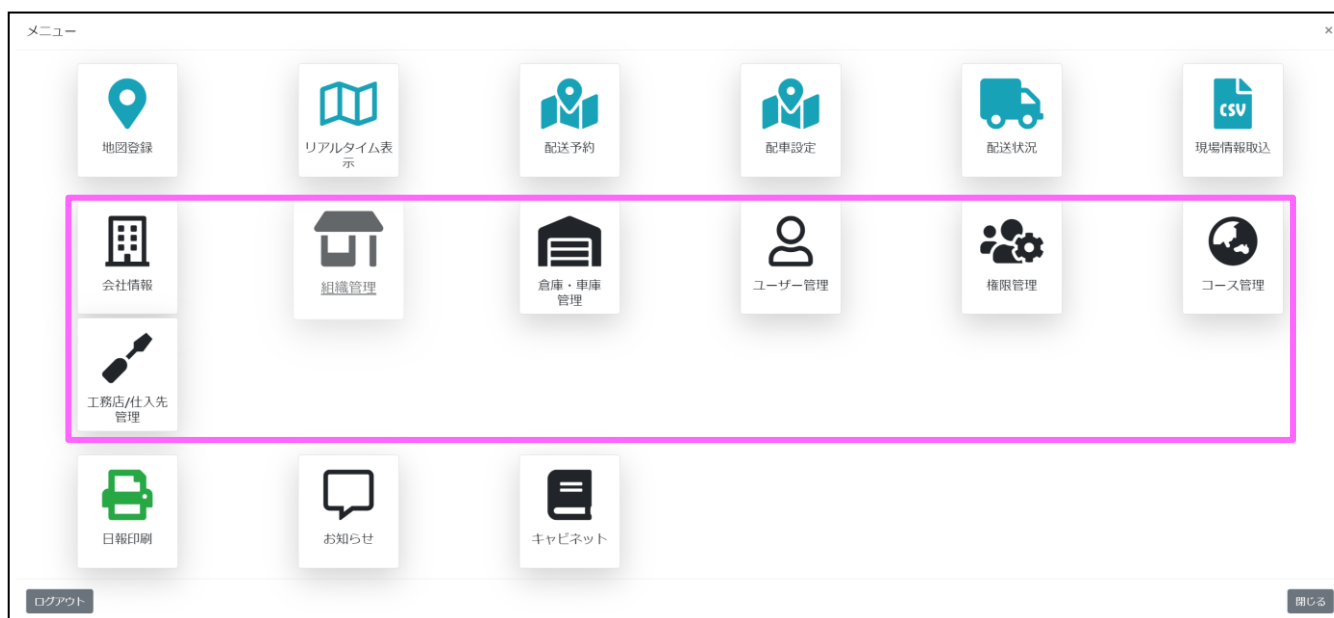 メニュー
×
地図登録
リアルタイム表
示
配送予約
配車設定
配送状況
CSV
現場情報取込
会社情報
組織管理
倉庫・車庫
管理
ユーザー管理
権限管理
コース管理
工務店/仕入先
管理
日報印刷
お知らせ
キャビネット
ログアウト
閉じる